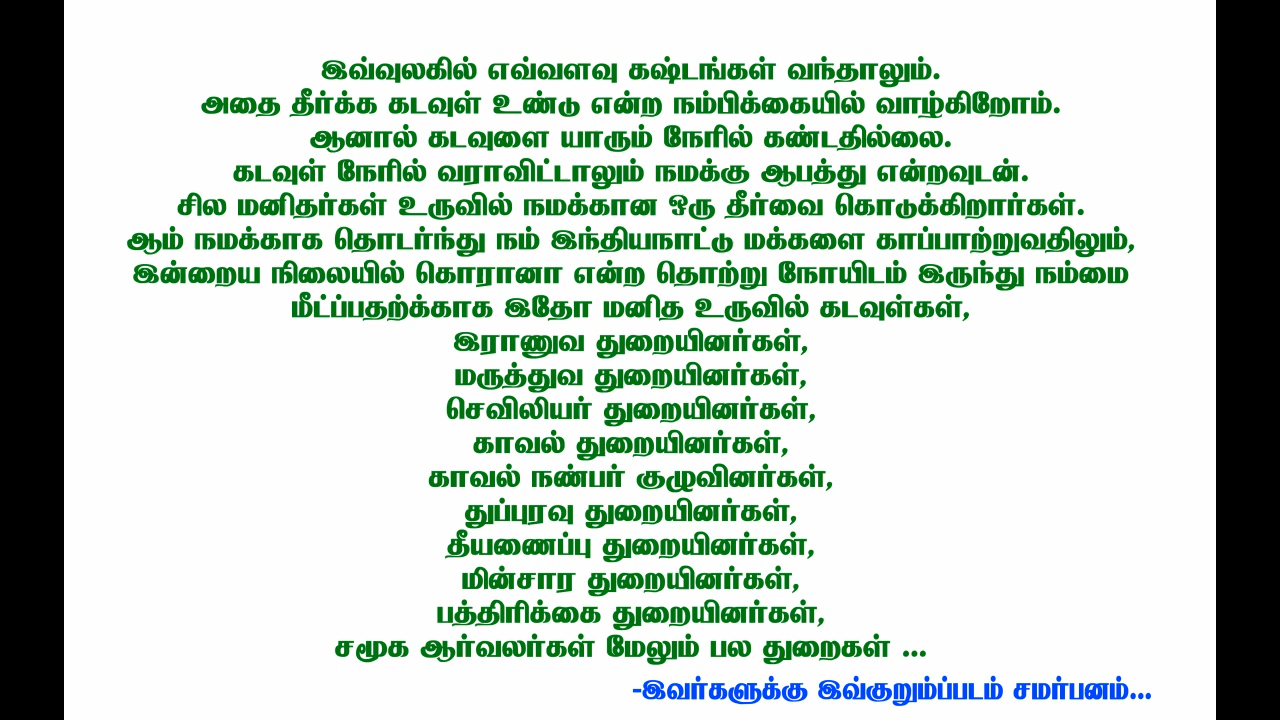 இவ்வுலகில் எவ்வளவு கஷ்டங்கள் வந்தாலும்.
அதை தீர்க்க கடவுள் உண்டு என்ற நம்பிக்கையில் வாழ்கிறோம்.
ஆனால் கடவுளை யாரும் நேரில் கண்டதில்லை.
கடவுள் நேரில் வராவிட்டாலும் நமக்கு ஆபத்து என்றவுடன்.
சில மனிதர்கள் உருவில் நமக்கான ஒரு தீர்வை கொடுக்கிறார்கள்.
ஆம் நமக்காக தொடர்ந்து நம் இந்தியநாட்டு மக்களை காப்பாற்றுவதிலும்,
இன்றைய நிலையில் கொரானா என்ற தொற்று நோயிடம் இருந்து நம்மை
மீட்ப்பதற்க்காக இதோ மனித உருவில் கடவுள்கள்,
இராணுவ துறையினர்கள்,
மருத்துவ துறையினர்கள்,
செவிலியர் துறையினர்கள்,
காவல் துறையினர்கள்,
காவல் நண்பர் குழுவினர்கள்,
துப்புரவு துறையினர்கள்,
தீயணைப்பு துறையினர்கள்,
மின்சார துறையினர்கள்,
பத்திரிக்கை துறையினர்கள்,
சமூக ஆர்வலர்கள் மேலும் பல துறைகள் ...
-இவர்களுக்கு இவ்குறும்ப்படம் சமர்பனம்...